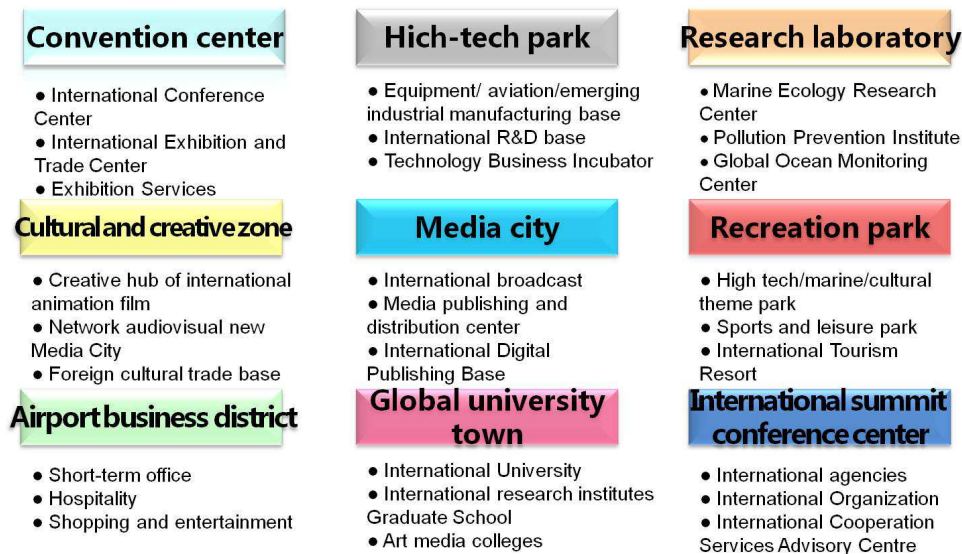 Convention center
● International Conference
Center
● International Exhibition and
Trade Center
● Exhibition Services
Hich-tech park
● Equipment/ aviation/emerging
industrial manufacturing base
● International R&D base
● Technology Business Incubator
Research laboratory
● Marine Ecology Research
Center
● Pollution Prevention Institute
● Global Ocean Monitoring
Center
Cultural and creative zone
● Creative hub of international
animation film
● Network audiovisual new
Media City
● Foreign cultural trade base
Media city
● International broadcast
● Media publishing and
distribution center
● International Digital
Publishing Base
Recreation park
● High tech/marine/cultural
theme park
● Sports and leisure park
● International Tourism
Resort
Airport business district
● Short-term office
● Hospitality
● Shopping and entertainment
Global university
town
● International University
● International research institutes
Graduate School
● Art media colleges
International summit
conference center
● International agencies
● International Organization
● International Cooperation
Services Advisory Centre